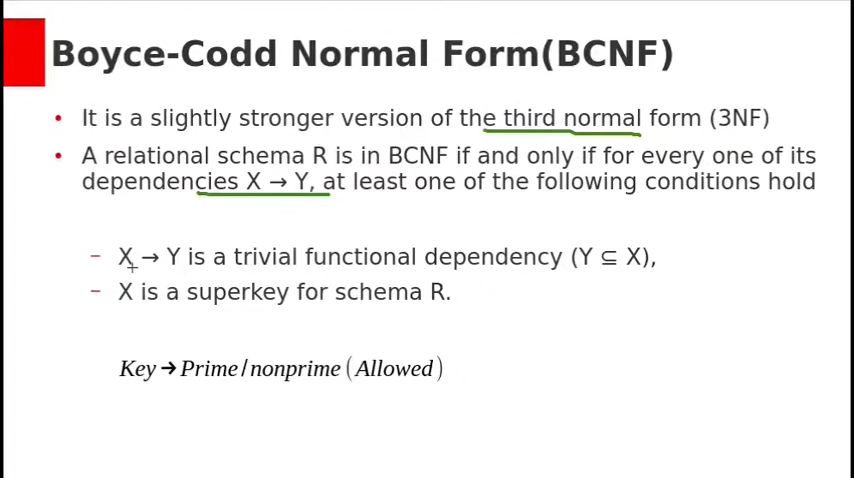 Boyce-Codd Normal Form(BCNF)
• It is a slightly stronger version of the third normal form (3NF)
• A relational schema R is in BCNF if and only if for every one of its
dependencies X → Y, at least one of the following conditions hold
– X → Y is a trivial functional dependency (Y ⊆ X),
– X is a superkey for schema R.
Key → Prime/nonprime (Allowed)